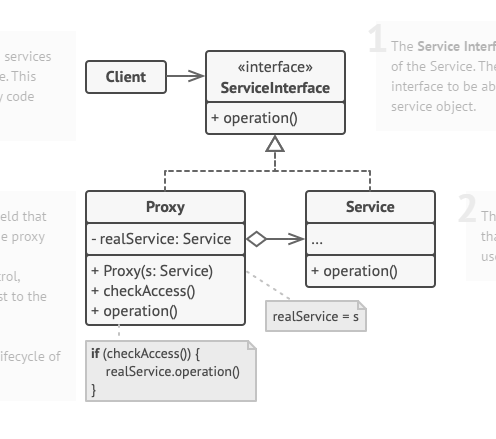 services
e. This
code
Client
«interface»
ServiceInterface
+ operation()
1
The Service Interf
of the Service. The
interface to be ab
service object.
eld that
e proxy
rol,
st to the
ifecycle of
Proxy
- realService: Service
+ Proxy(s: Service)
+ checkAccess()
+ operation()
Service
...
+ operation()
2
Th
tha
use
realService = s
if (checkAccess()) {
realService.operation()
}